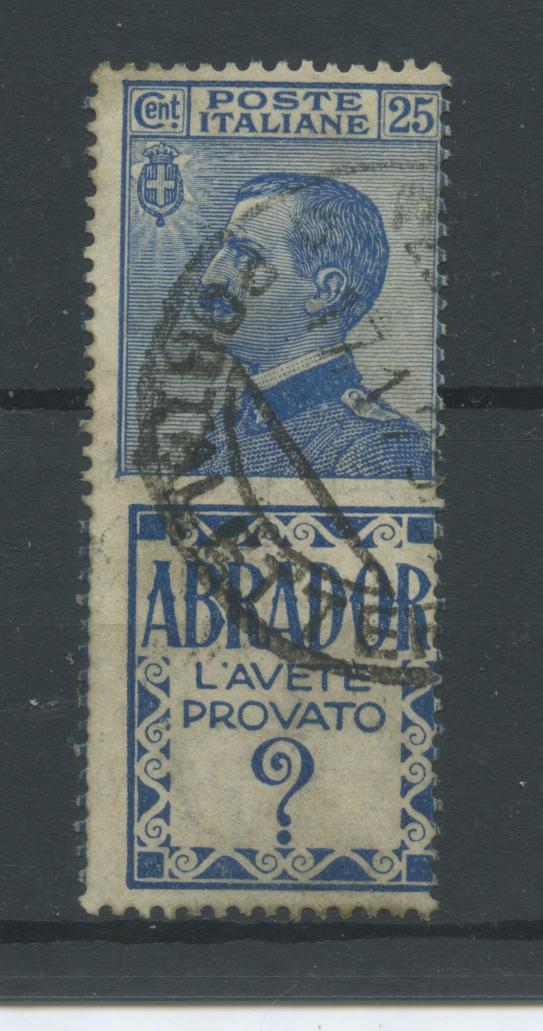 Cent. POSTE ITALIANE 25
ABRADOR
L'AVETE
PROVATO
?